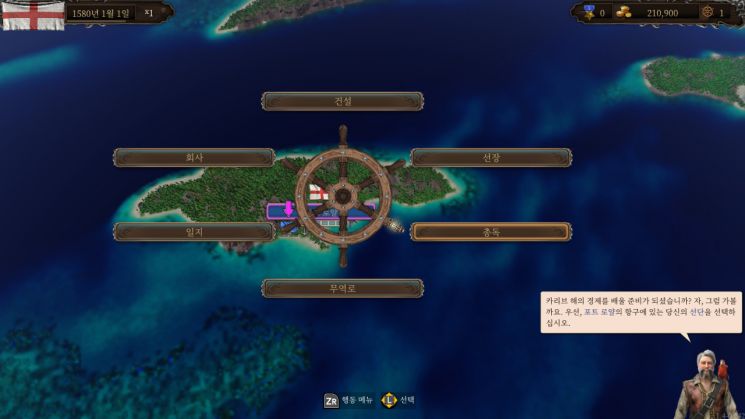 1580년 1월 1일 x1
0 210,900 1
건설
회사
선장
로얄
일지
총독
무역로
카리브 해의 경제를 배울 준비가 되셨습니까? 자, 그럼 가볼
까요. 우선, 포트 로얄의 항구에 있는 당신의 선단을 선택하
십시오.
ZR 행동 메뉴 L 선택